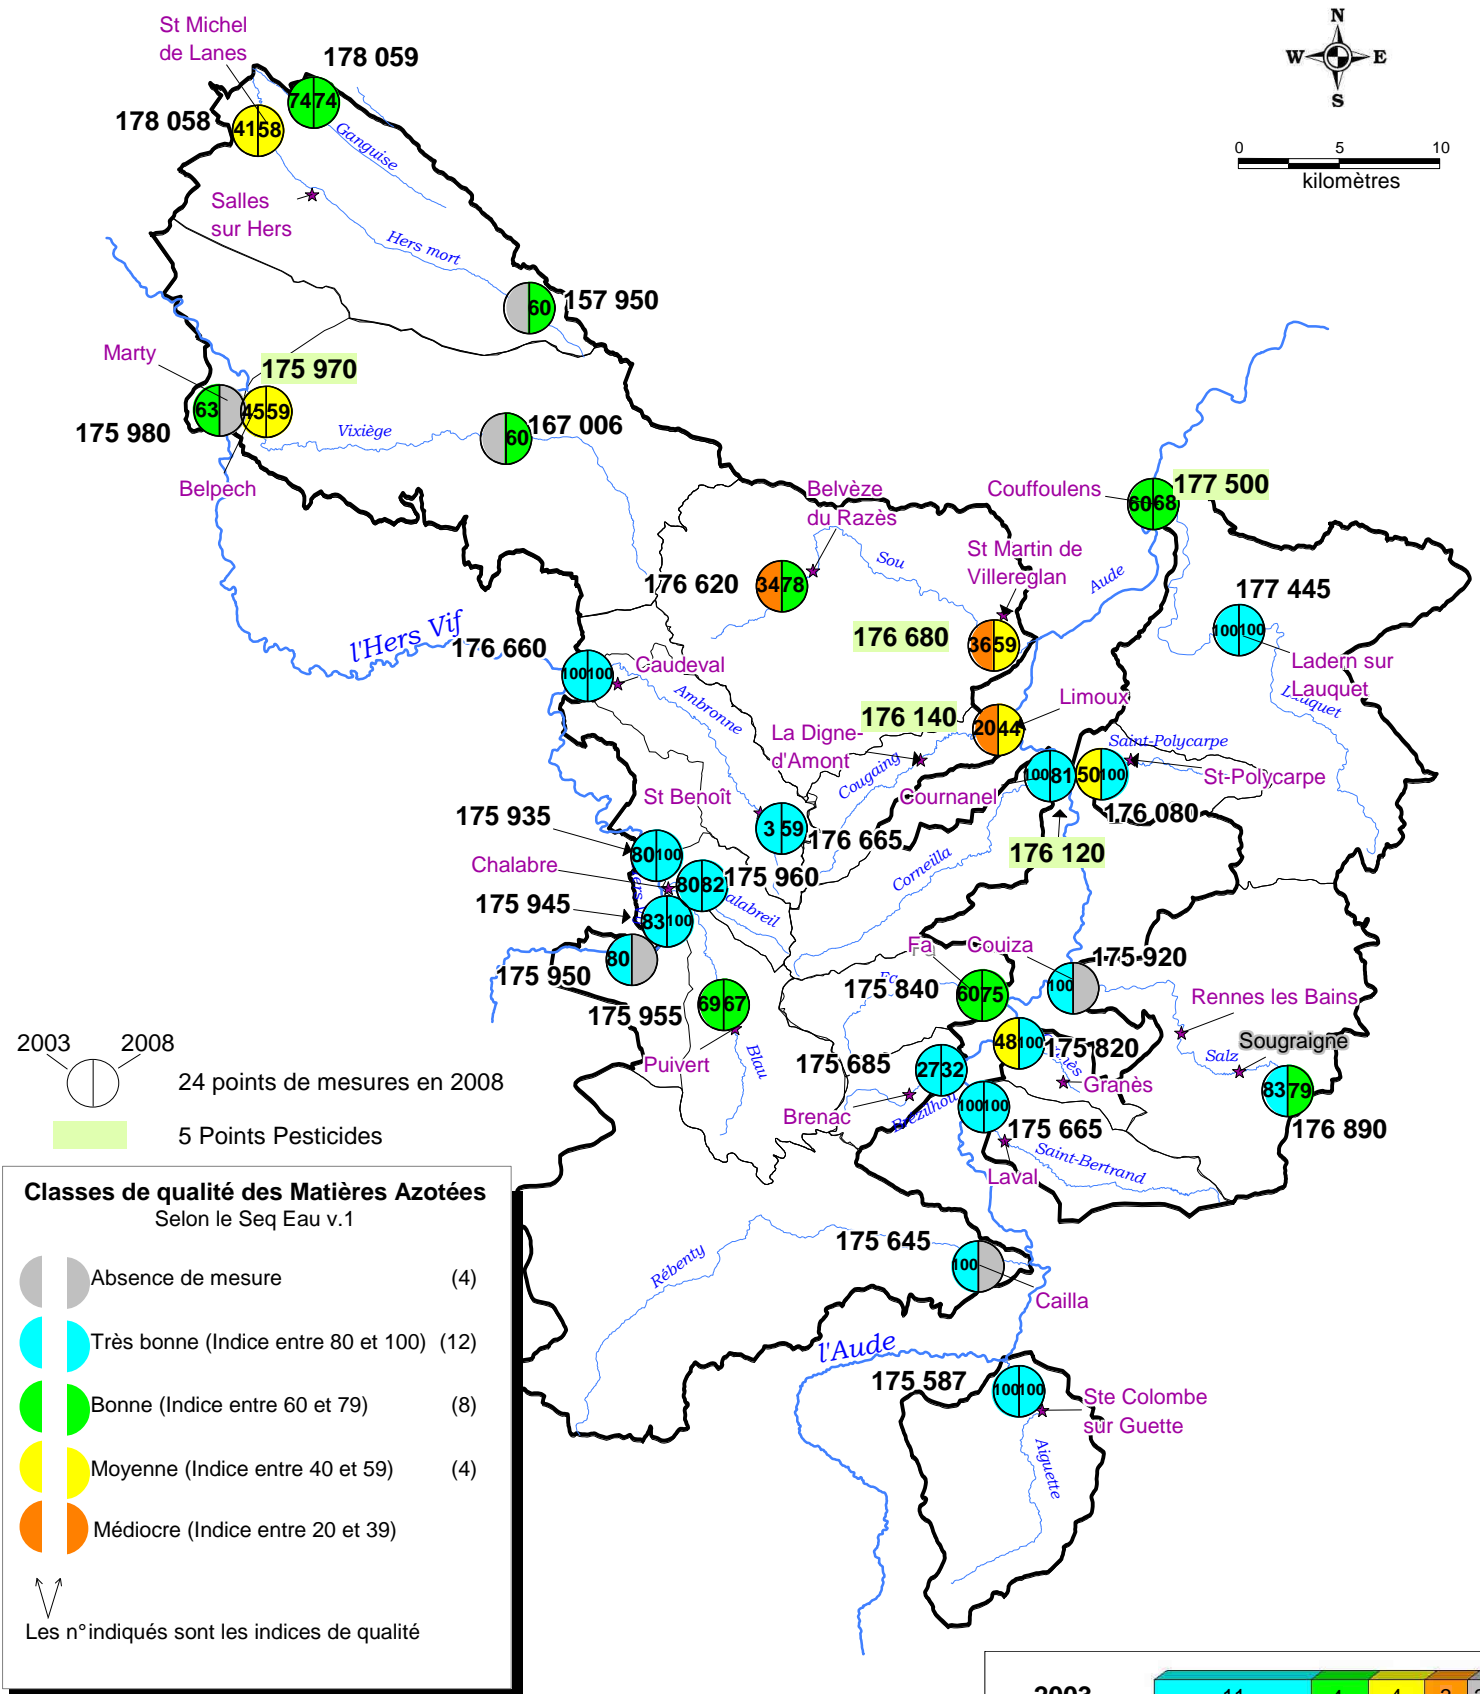 St Michel
de Lanes
178 059
N
W E
S
178 058
74 74
41 58
Ganguise
0 5 10
kilomètres
Salles
sur Hers
Hers mort
60
157 950
Marty
175 970
63
45 59
175 980
Vixiège
60
167 006
Belpech
Belvèze
du Razès
Couffoulens
177 500
60 68
Sou
St Martin de
Villereglan
Aude
176 620
34 78
177 445
100 100
l'Hers Vif
176 680
36 59
176 660
Caudeval
100 100
Ladern sur
Lauquet
Lauquet
Ambronne
176 140
Limoux
20 44
La Digne-
d'Amont
Saint-Polycarpe
St-Polycarpe
Cougaing
100 81
50 100
St Benoît
Cournanel
176 080
175 935
3 59
176 665
80 100
176 120
Corneilla
Chalabre
80 82
175 960
alabreil
175 945
83 100
Fa
Couiza
175 920
80
175 950
175 840
60 75
100
Rennes les Bains
69 67
175 955
48 100
175 820
Sougraigne
Salz
2003 2008
Puivert
Blau
175 685
27 32
Granès
83 79
24 points de mesures en 2008
Brenac
Brézilhou
100 100
175 665
176 890
5 Points Pesticides
Saint-Bertrand
Laval
Classes de qualité des Matières Azotées
Selon le Seq Eau v.1
175 645
Rébenty
100
Absence de mesure (4)
Cailla
Très bonne (Indice entre 80 et 100) (12)
l'Aude
175 587
100 100
Bonne (Indice entre 60 et 79) (8)
Ste Colombe
sur Guette
Moyenne (Indice entre 40 et 59) (4)
Aiguette
Médiocre (Indice entre 20 et 39)
Les n°indiqués sont les indices de qualité